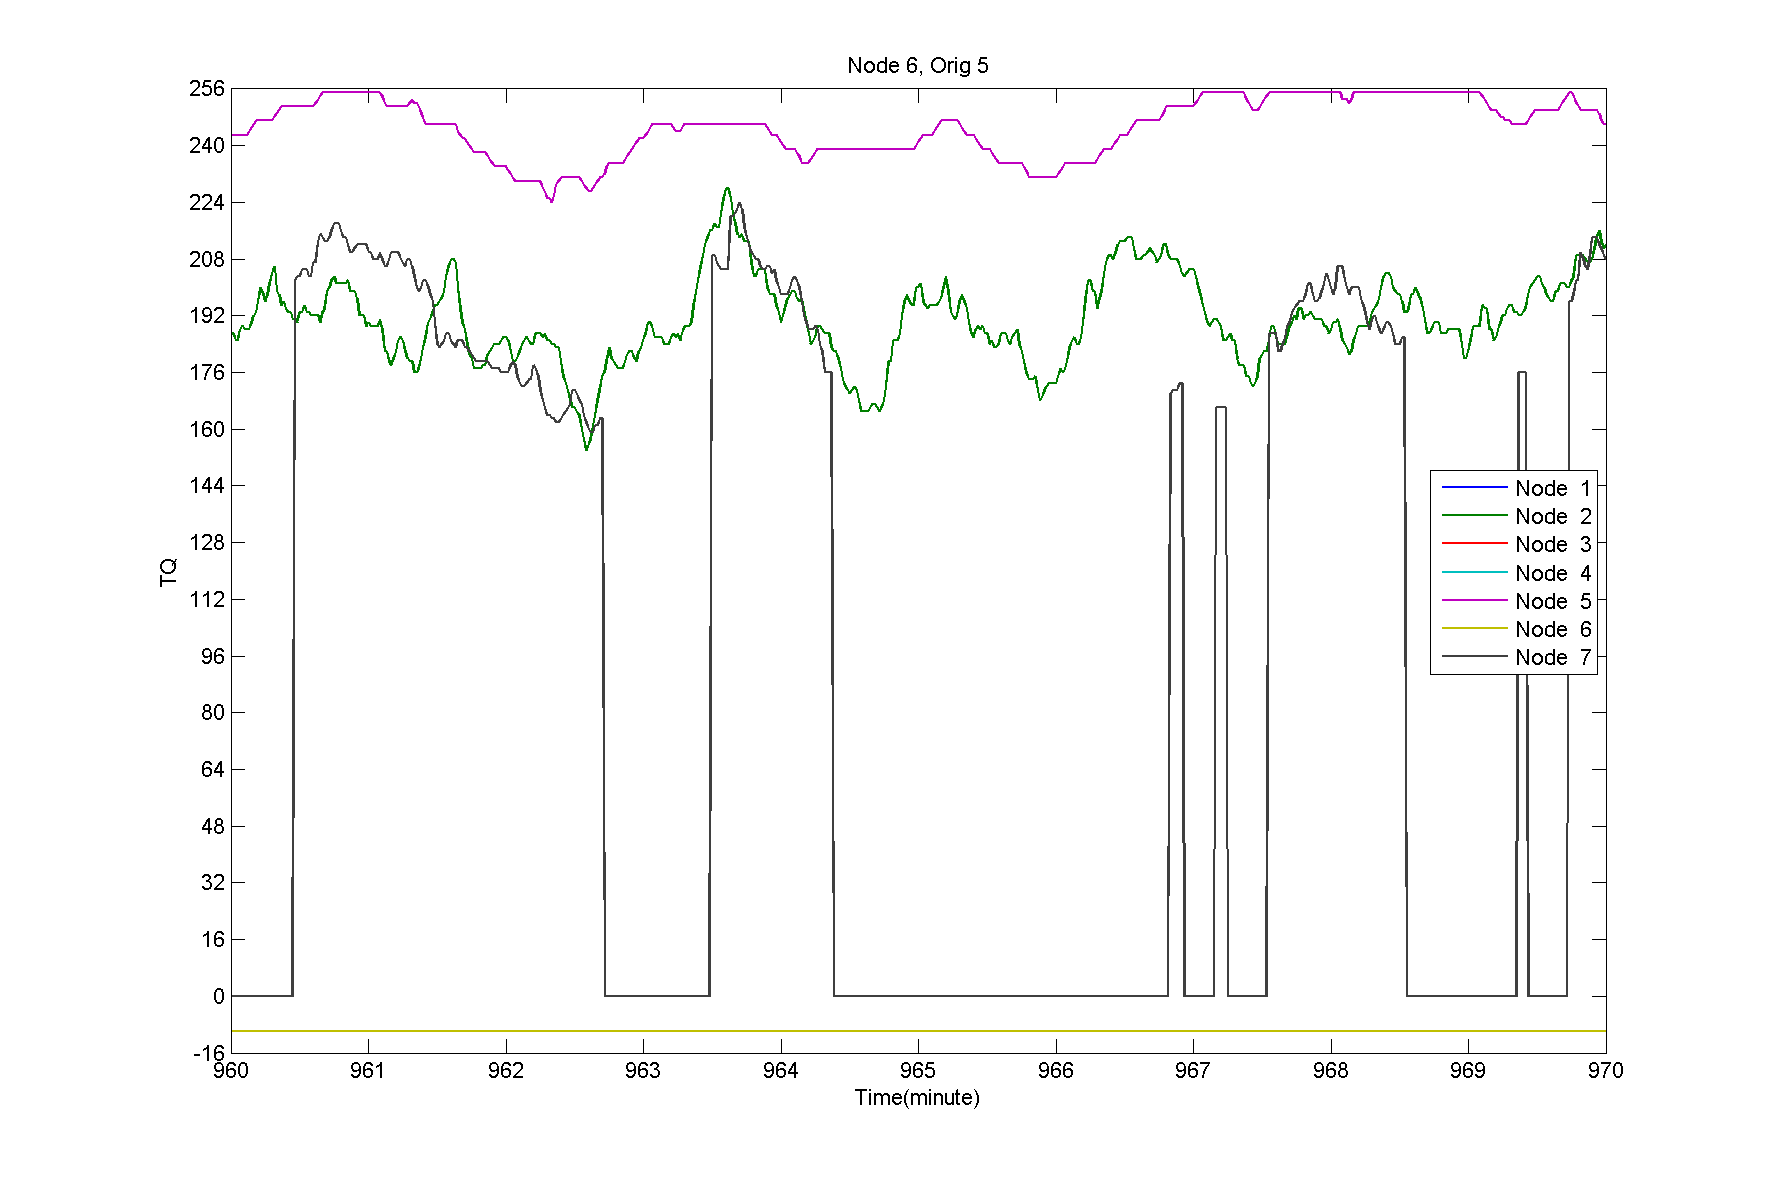 Node 6, Orig 5
256
240
224
208
192
176
160
144
128
112
96
80
64
48
32
16
0
-16
TQ
Node 1
Node 2
Node 3
Node 4
Node 5
Node 6
Node 7
960 961 962 963 964 965 966 967 968 969 970
Time(minute)